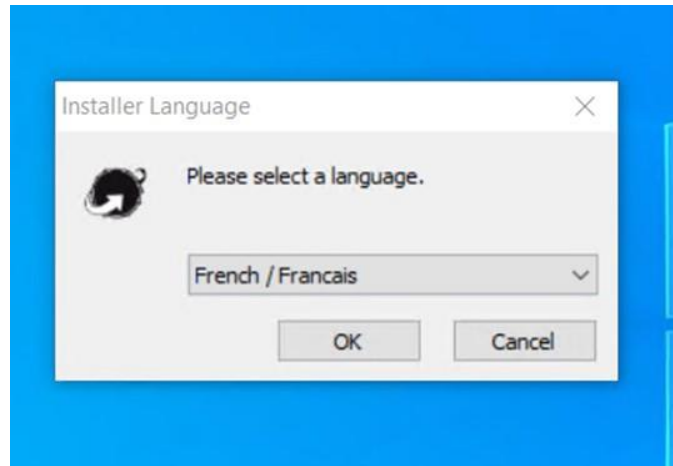 Installer Language
Please select a language.
French / Francais
OK
Cancel